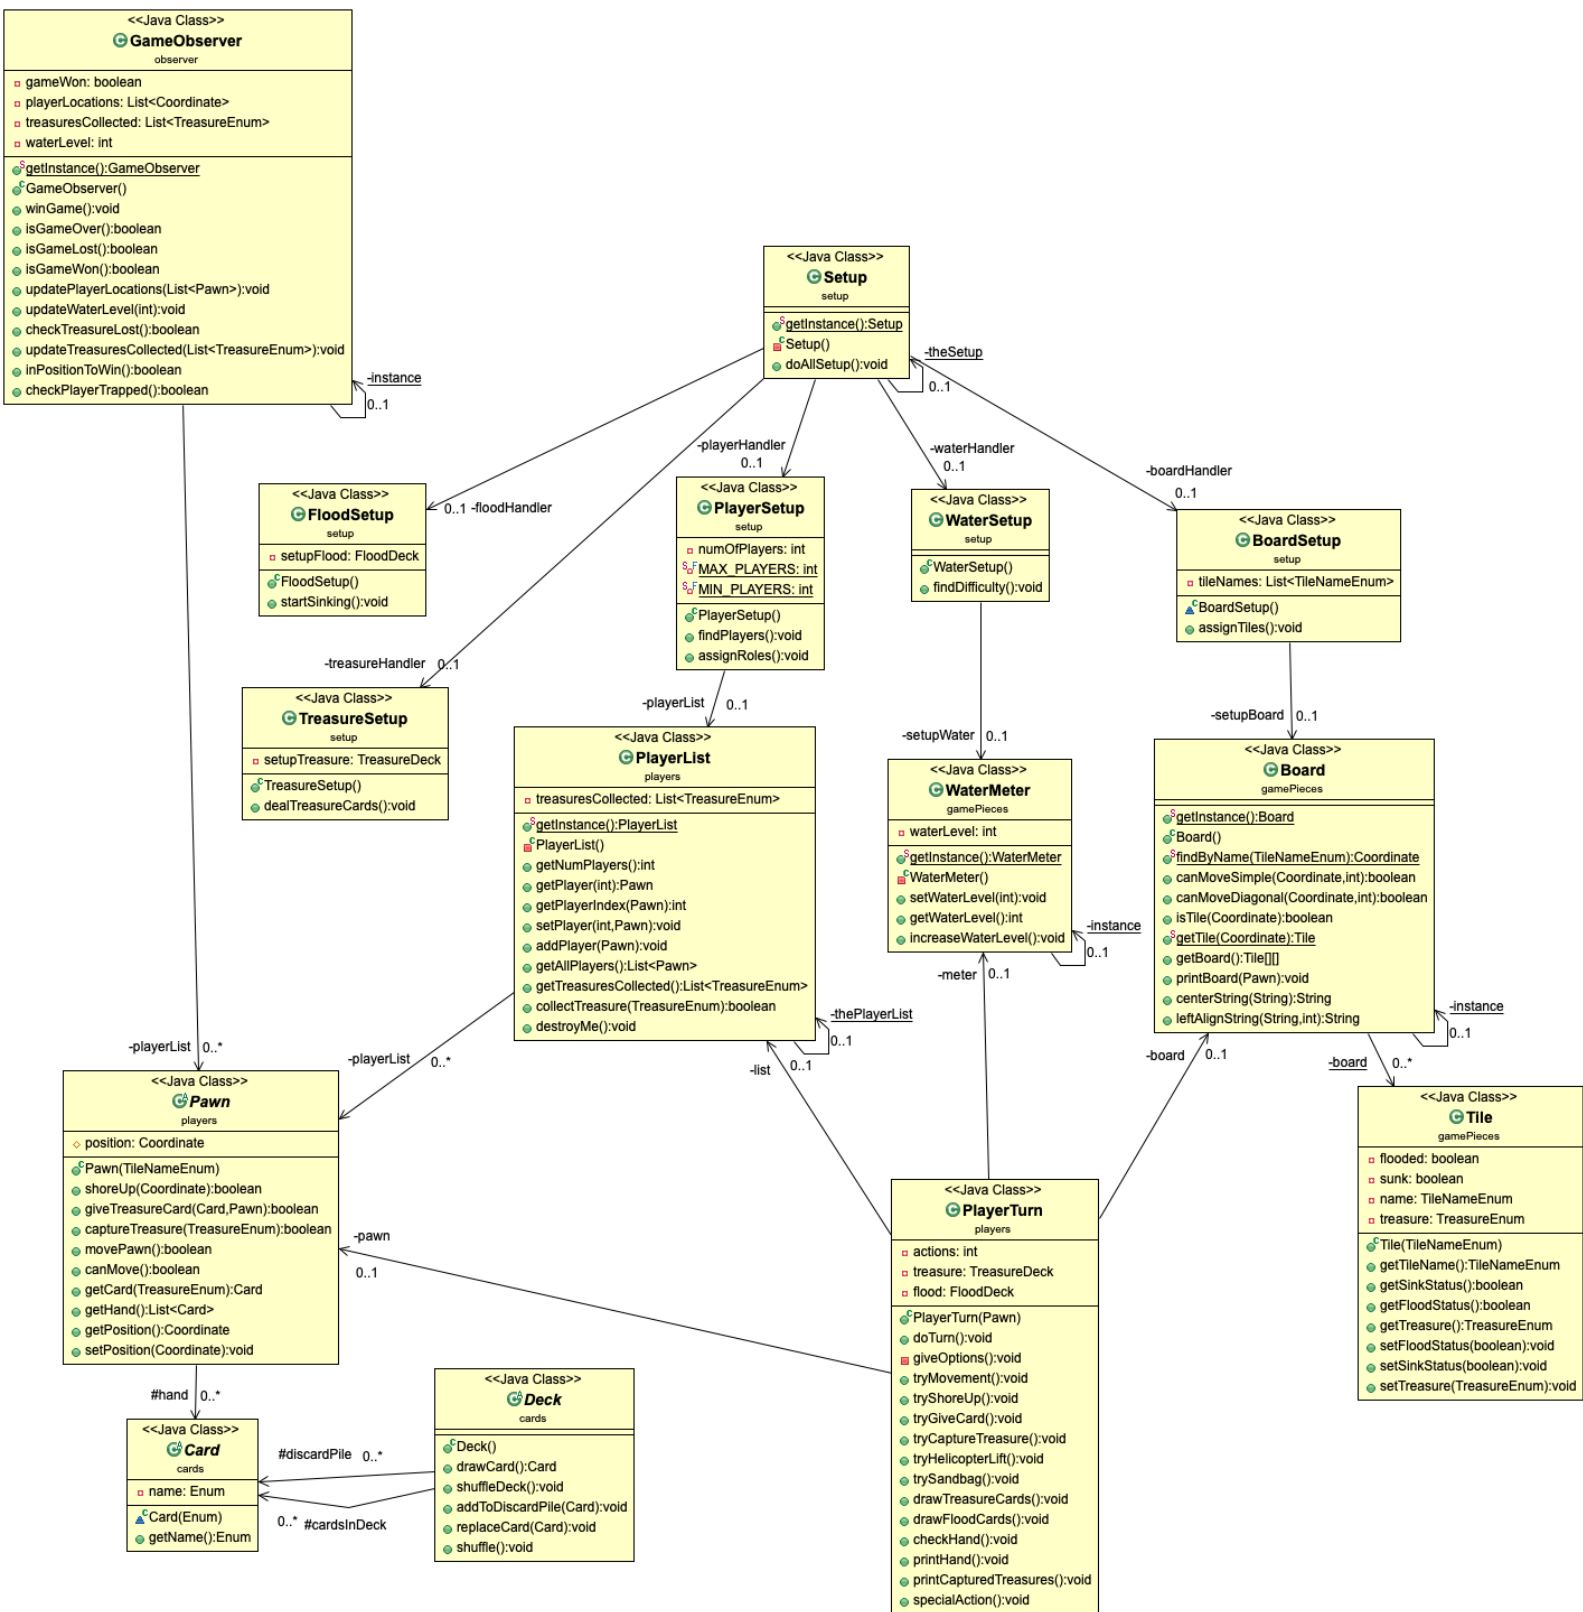 <<Java Class>>
GameObserver
observer
gameWon: boolean
playerLocations: List<Coordinate>
treasuresCollected: List<TreasureEnum>
waterLevel: int
getInstance():GameObserver
GameObserver()
winGame():void
isGameOver():boolean
isGameLost():boolean
isGameWon():boolean
updatePlayerLocations(List<Pawn>):void
updateWaterLevel(int):void
checkTreasureLost():boolean
updateTreasuresCollected(List<TreasureEnum>):void
inPositionToWin():boolean
checkPlayerTrapped():boolean
-instance
0..1
<<Java Class>>
Setup
setup
getInstance():Setup
Setup()
doAllSetup():void
-theSetup
0..1
-playerHandler
0..1
-waterHandler
0..1
-boardHandler
0..1
0..1 -floodHandler
-treasureHandler 0..1
<<Java Class>>
FloodSetup
setup
setupFlood: FloodDeck
FloodSetup()
startSinking():void
<<Java Class>>
PlayerSetup
setup
numOfPlayers: int
MAX_PLAYERS: int
MIN_PLAYERS: int
PlayerSetup()
findPlayers():void
assignRoles():void
<<Java Class>>
WaterSetup
setup
WaterSetup()
findDifficulty():void
<<Java Class>>
BoardSetup
setup
tileNames: List<TileNameEnum>
BoardSetup()
assignTiles():void
<<Java Class>>
TreasureSetup
setup
setupTreasure: TreasureDeck
TreasureSetup()
dealTreasureCards():void
-playerList 0..1
-setupWater 0..1
-setupBoard 0..1
<<Java Class>>
PlayerList
players
treasuresCollected: List<TreasureEnum>
getInstance():PlayerList
PlayerList()
getNumPlayers():int
getPlayer(int):Pawn
getPlayerIndex(Pawn):int
setPlayer(int,Pawn):void
addPlayer(Pawn):void
getAllPlayers():List<Pawn>
getTreasuresCollected():List<TreasureEnum>
collectTreasure(TreasureEnum):boolean
destroyMe():void
-thePlayerList
0..1
<<Java Class>>
WaterMeter
gamePieces
waterLevel: int
getInstance():WaterMeter
WaterMeter()
setWaterLevel(int):void
getWaterLevel():int
increaseWaterLevel():void
-instance
0..1
<<Java Class>>
Board
gamePieces
getInstance():Board
Board()
findByName(TileNameEnum):Coordinate
canMoveSimple(Coordinate,int):boolean
canMoveDiagonal(Coordinate,int):boolean
isTile(Coordinate):boolean
getTile(Coordinate):Tile
getBoard():Tile[][]
printBoard(Pawn):void
centerString(String):String
leftAlignString(String,int):String
-instance
0..1
-playerList 0..*
-playerList 0..*
-list
0..1
-meter 0..1
-board 0..1
-board 0..*
<<Java Class>>
Pawn
players
position: Coordinate
Pawn(TileNameEnum)
shoreUp(Coordinate):boolean
giveTreasureCard(Card,Pawn):boolean
captureTreasure(TreasureEnum):boolean
movePawn():boolean
canMove():boolean
getCard(TreasureEnum):Card
getHand():List<Card>
getPosition():Coordinate
setPosition(Coordinate):void
-pawn
0..1
<<Java Class>>
Tile
gamePieces
flooded: boolean
sunk: boolean
name: TileNameEnum
treasure: TreasureEnum
Tile(TileNameEnum)
getTileName():TileNameEnum
getSinkStatus():boolean
getFloodStatus():boolean
getTreasure():TreasureEnum
setFloodStatus(boolean):void
setSinkStatus(boolean):void
setTreasure(TreasureEnum):void
<<Java Class>>
PlayerTurn
players
actions: int
treasure: TreasureDeck
flood: FloodDeck
PlayerTurn(Pawn)
doTurn():void
giveOptions():void
tryMovement():void
tryShoreUp():void
tryGiveCard():void
tryCaptureTreasure():void
tryHelicopterLift():void
trySandbag():void
drawTreasureCards():void
drawFloodCards():void
checkHand():void
printHand():void
printCapturedTreasures():void
specialAction():void
#hand 0..*
<<Java Class>>
Card
cards
name: Enum
Card(Enum)
getName():Enum
#discardPile 0..*
0..* #cardsInDeck
<<Java Class>>
Deck
cards
Deck()
drawCard():Card
shuffleDeck():void
addToDiscardPile(Card):void
replaceCard(Card):void
shuffle():void